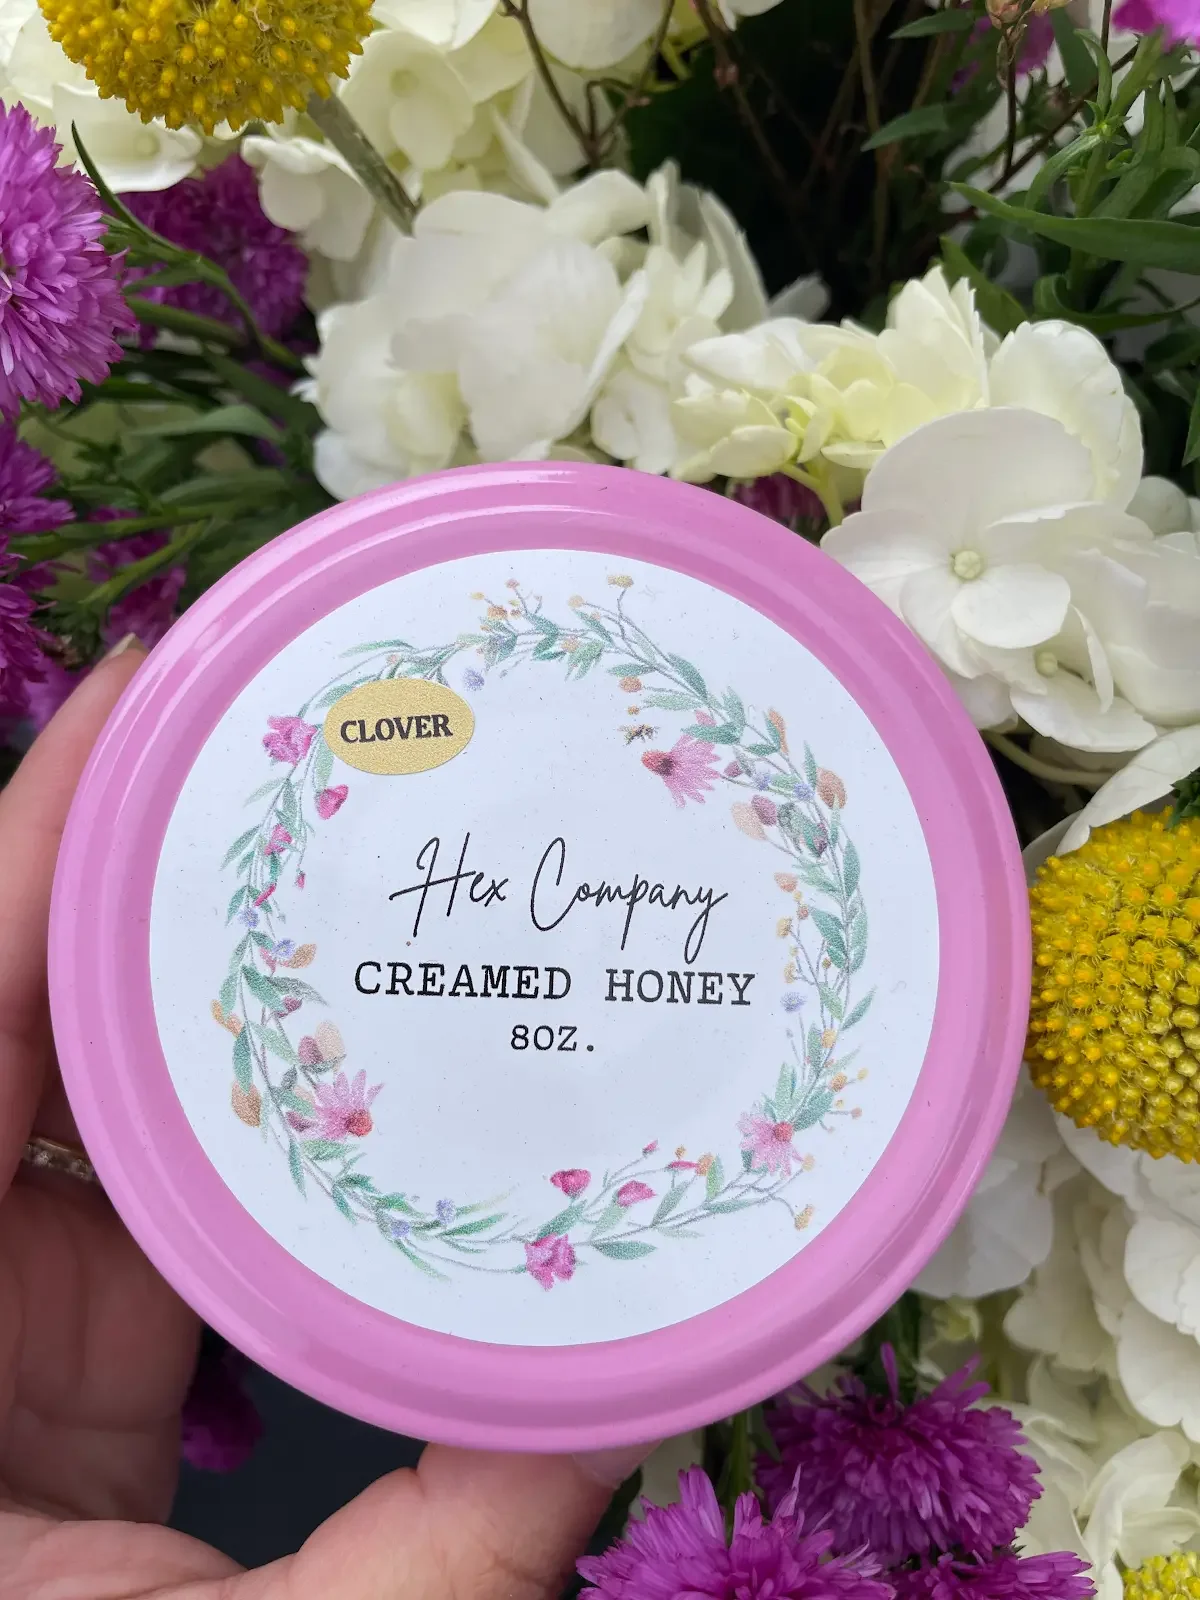 CLOVER
Hex Company
CREAMED HONEY
8OZ.